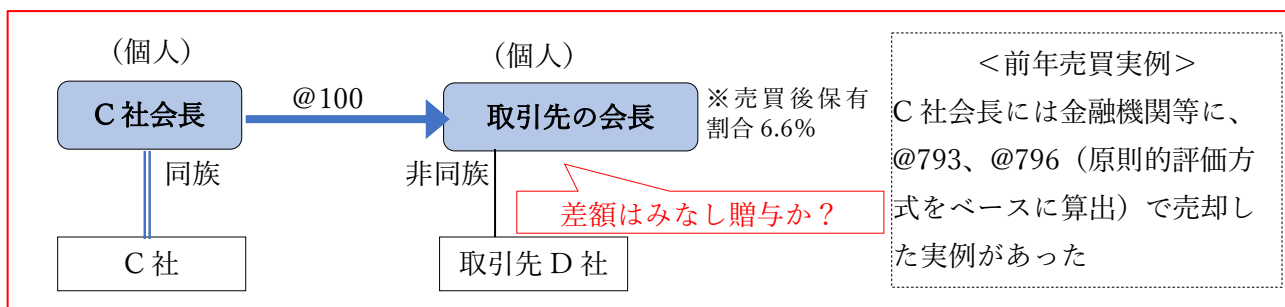 （個人）
C 社会長
@100
（個人）
取引先の会長
※売買後保有
割合 6.6%
同族
非同族
差額はみなし贈与か？
C 社
取引先 D 社
＜前年売買実例＞
C 社会長には金融機関等に、
@793、@796（原則的評価方
式をベースに算出）で売却し
た実例があった